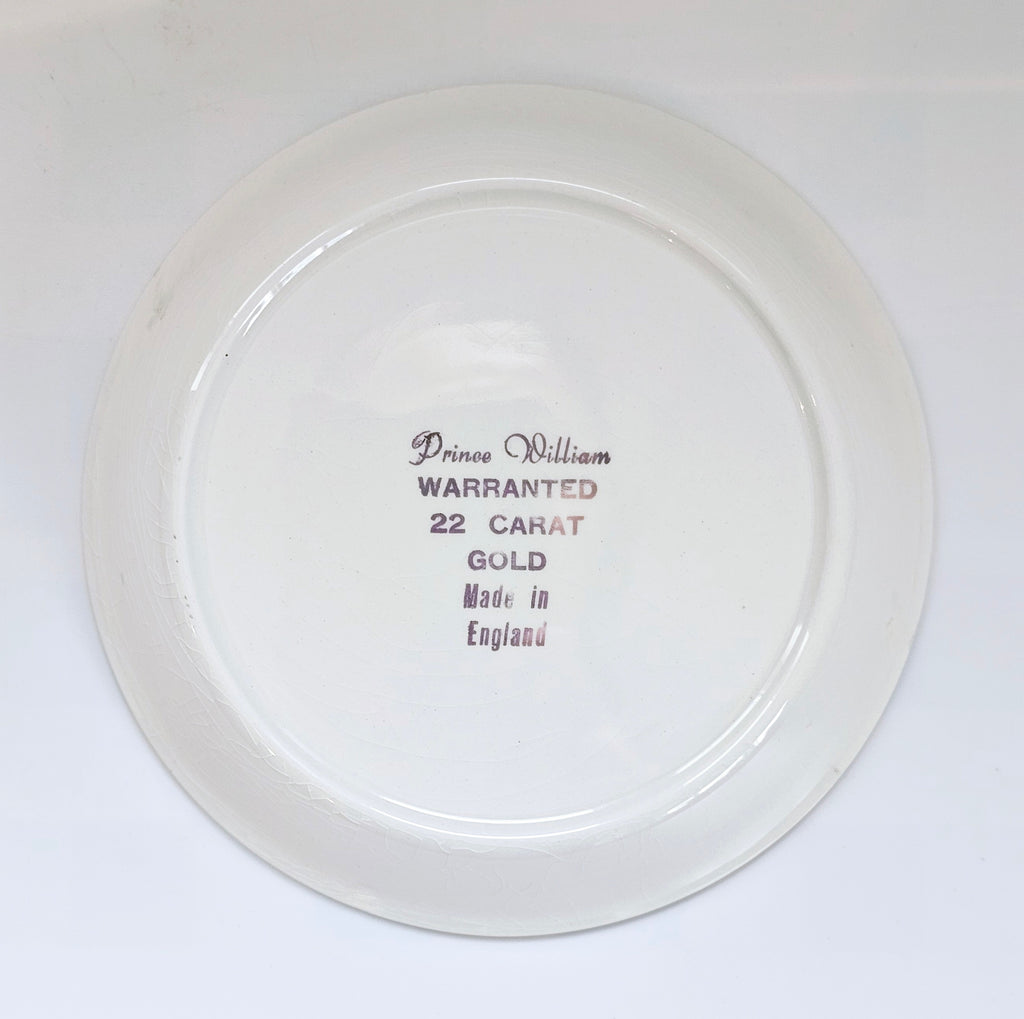 Prince William
WARRANTED
22 CARAT
GOLD
Made in
England